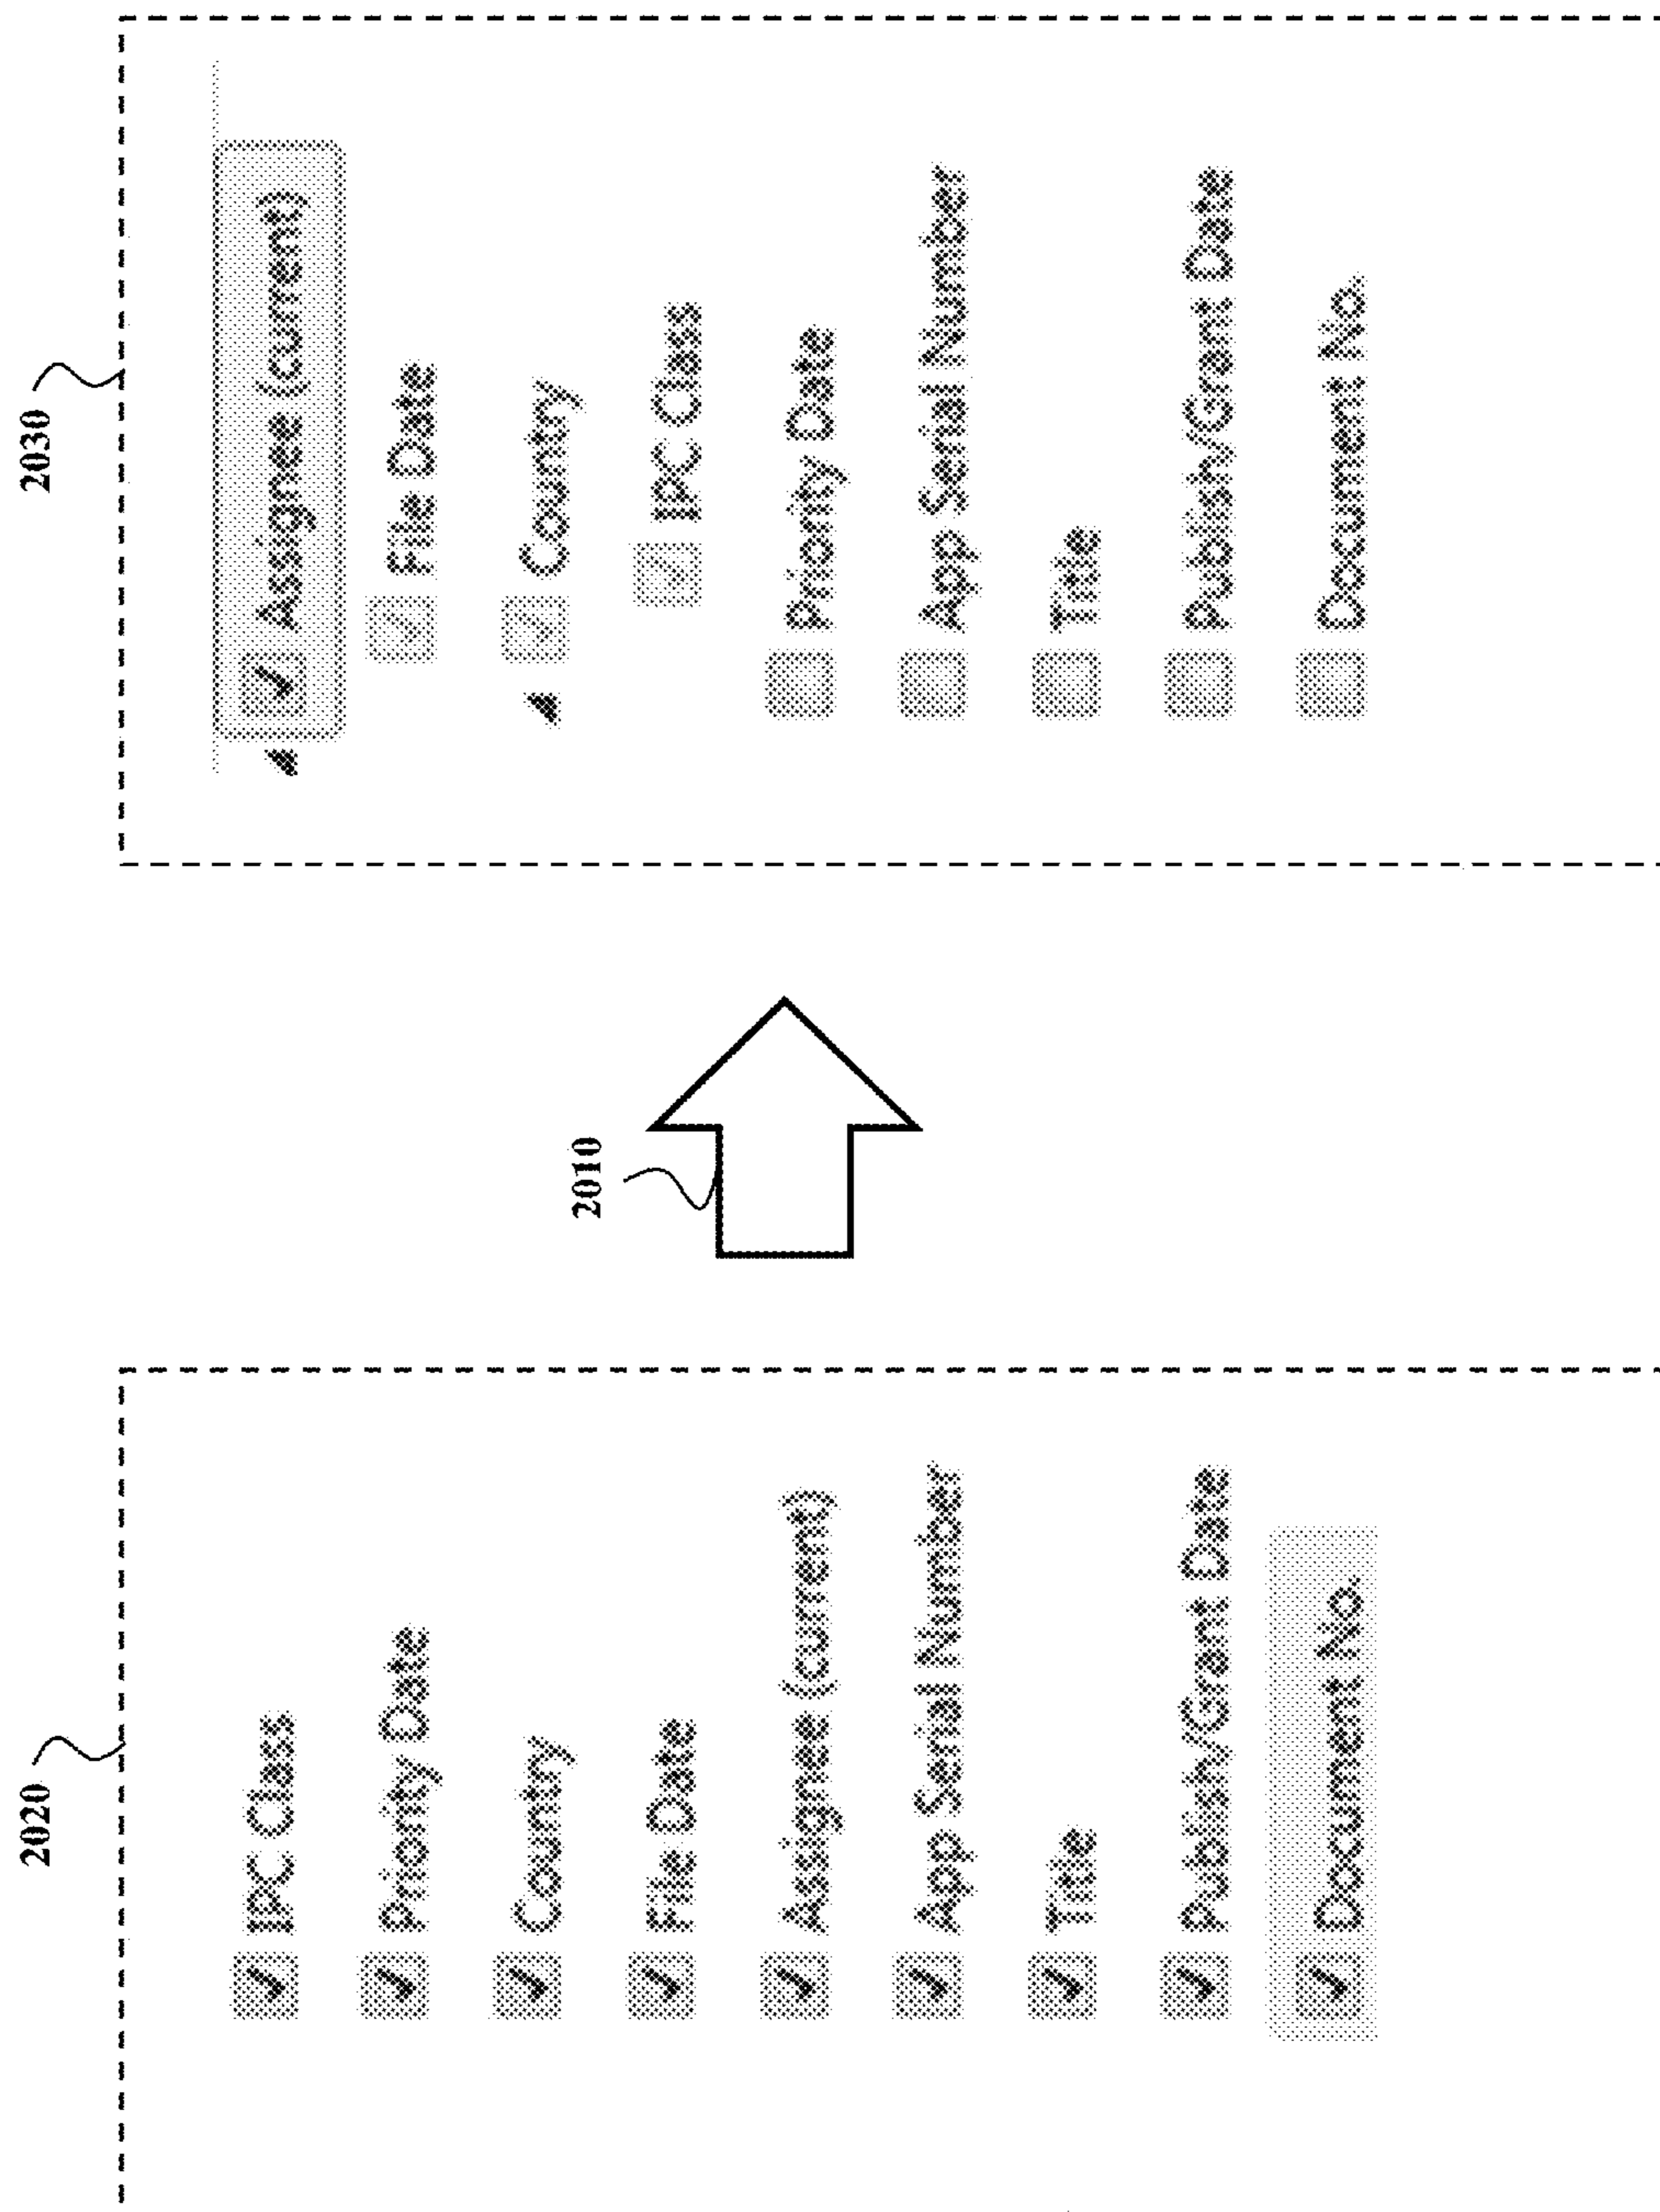 2020
IPC Class
Priority Date
Country
File Date
Assignee (current)
App Serial Number
Title
Publish/Grant Date
Document No.
2010
2030
Assignee (current)
File Date
Country
IPC Class
Priority Date
App Serial Number
Title
Publish/Grant Date
Document No.